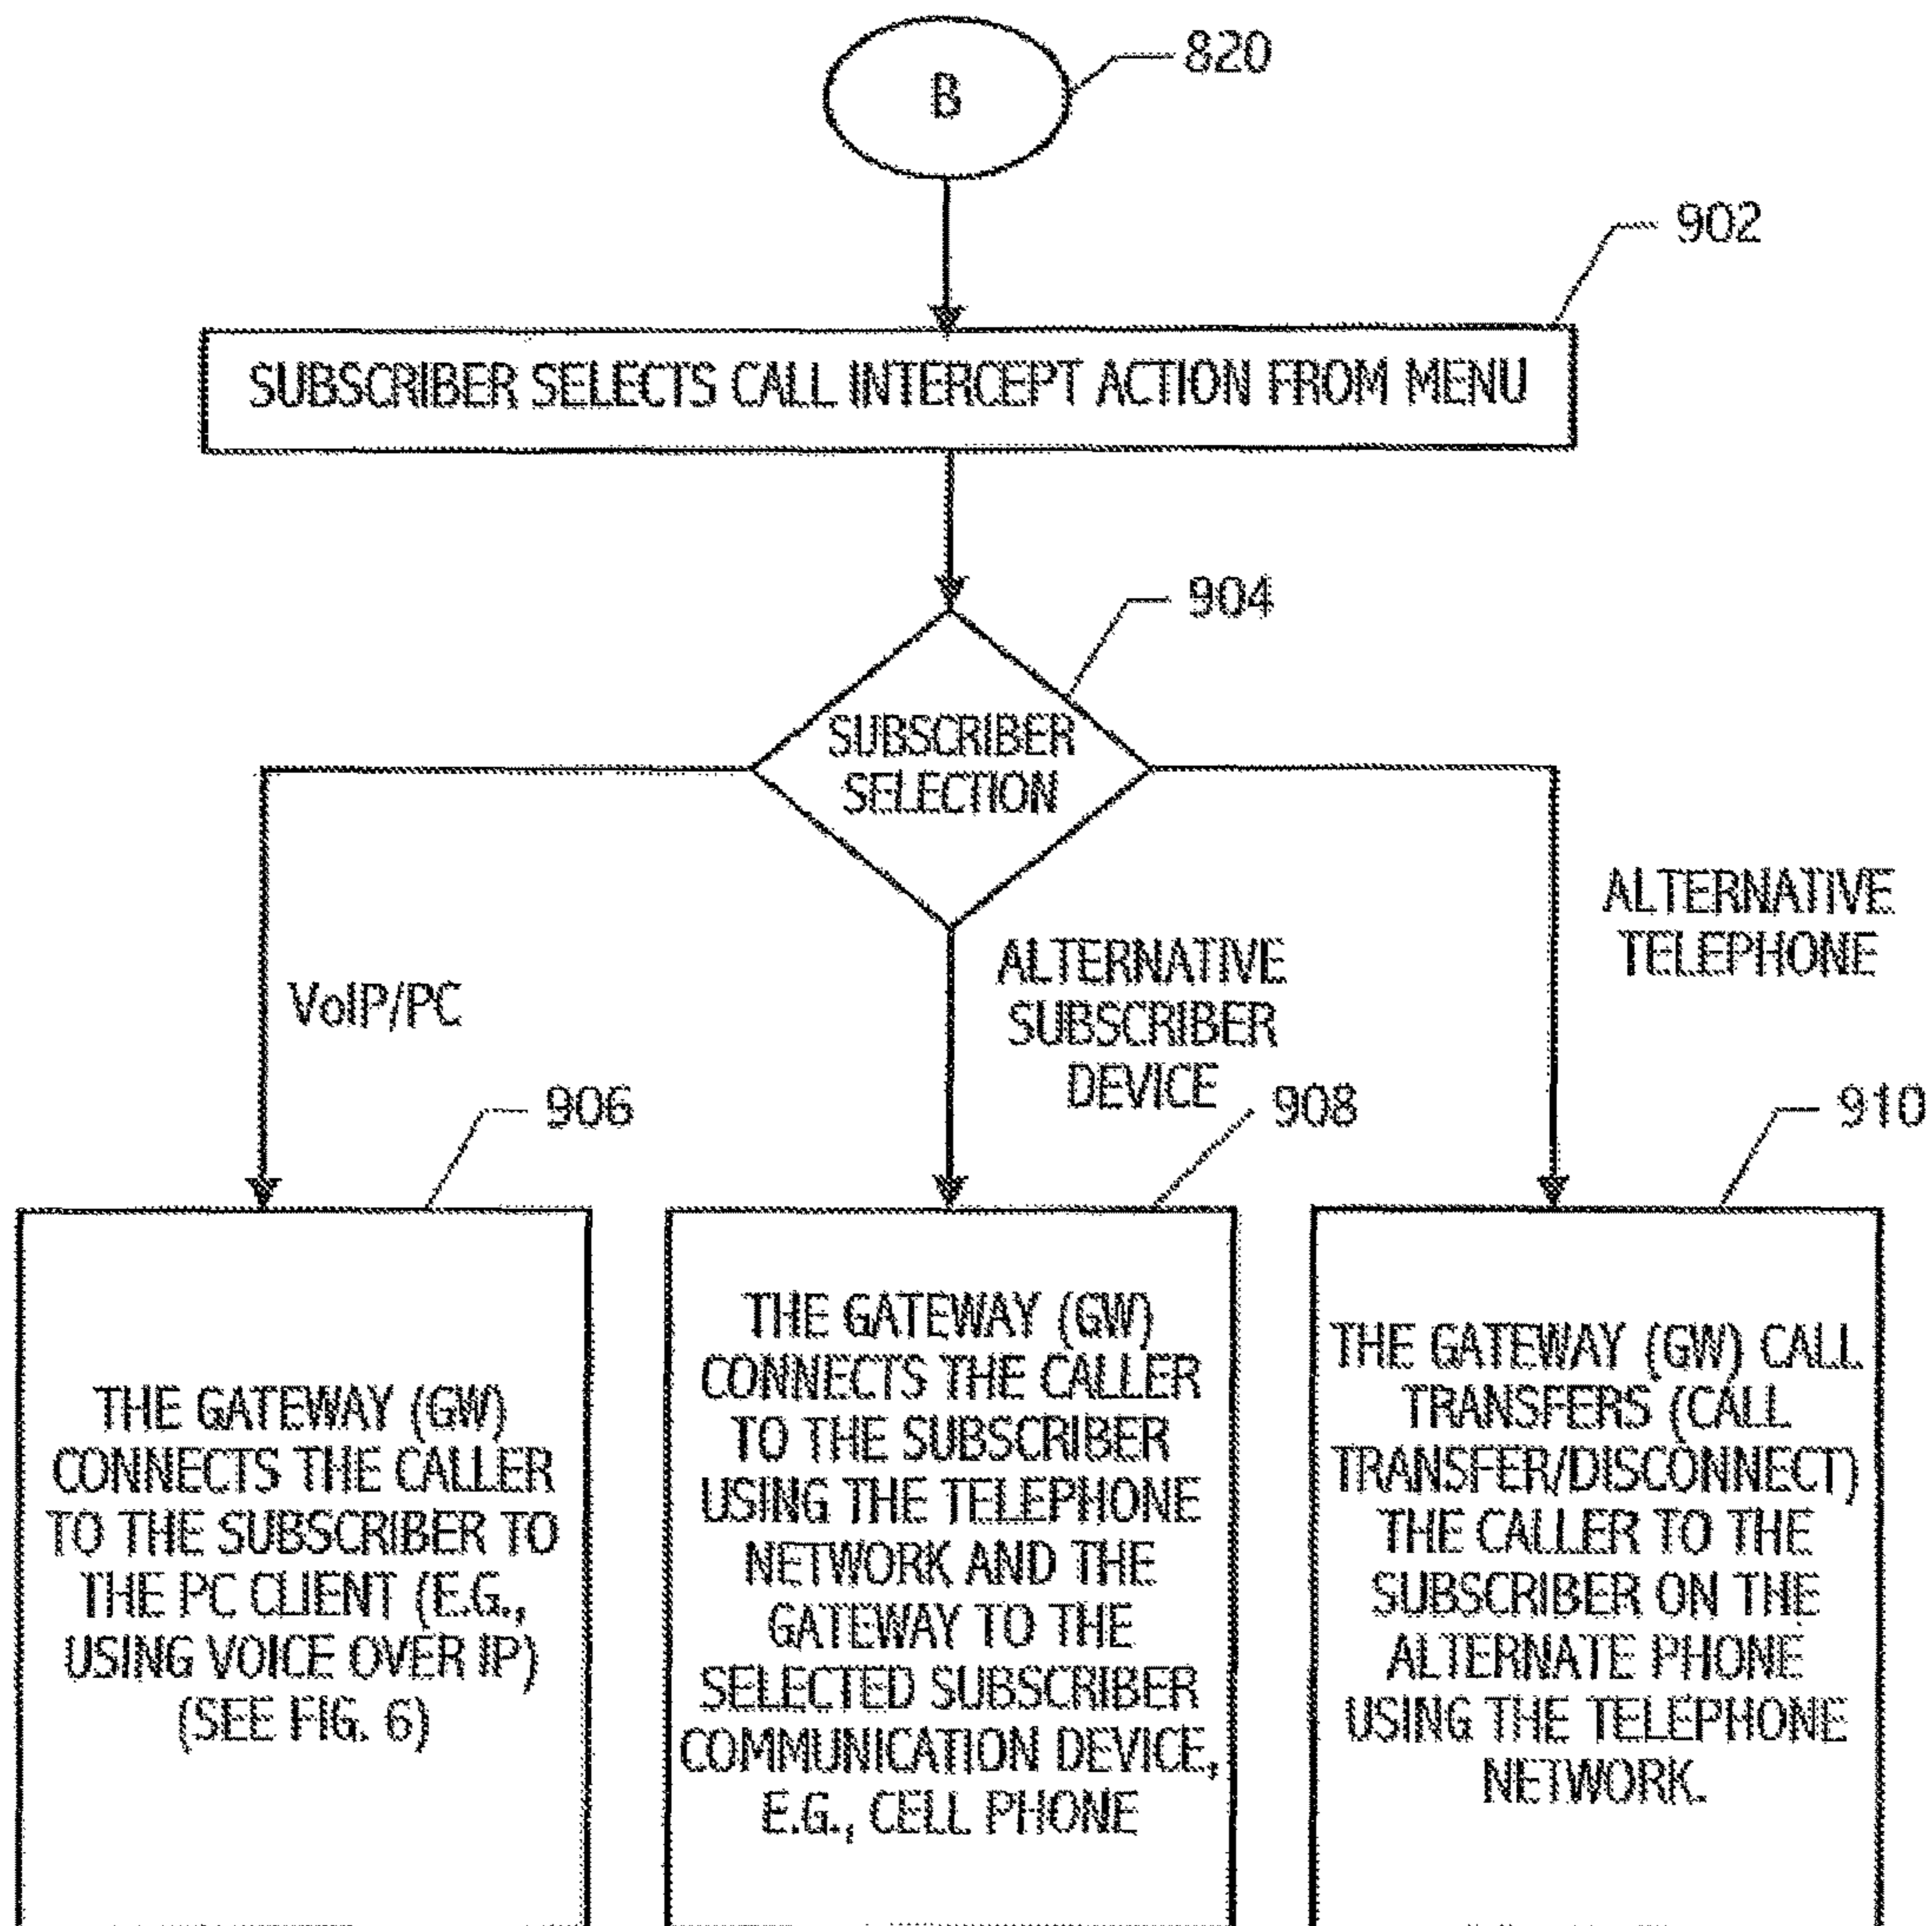 820
B
902
SUBSCRIBER SELECTS CALL INTERCEPT ACTION FROM MENU
904
SUBSCRIBER
SELECTION
VoIP/PC
ALTERNATIVE
SUBSCRIBER
DEVICE
ALTERNATIVE
TELEPHONE
906
THE GATEWAY (GW)
CONNECTS THE CALLER
TO THE SUBSCRIBER TO
THE PC CLIENT (E.G.,
USING VOICE OVER IP)
(SEE FIG. 6)
908
THE GATEWAY (GW)
CONNECTS THE CALLER
TO THE SUBSCRIBER
USING THE TELEPHONE
NETWORK AND THE
GATEWAY TO THE
SELECTED SUBSCRIBER
COMMUNICATION DEVICE,
E.G., CELL PHONE
910
THE GATEWAY (GW) CALL
TRANSFERS (CALL
TRANSFER/DISCONNECT)
THE CALLER TO THE
SUBSCRIBER ON THE
ALTERNATE PHONE
USING THE TELEPHONE
NETWORK.